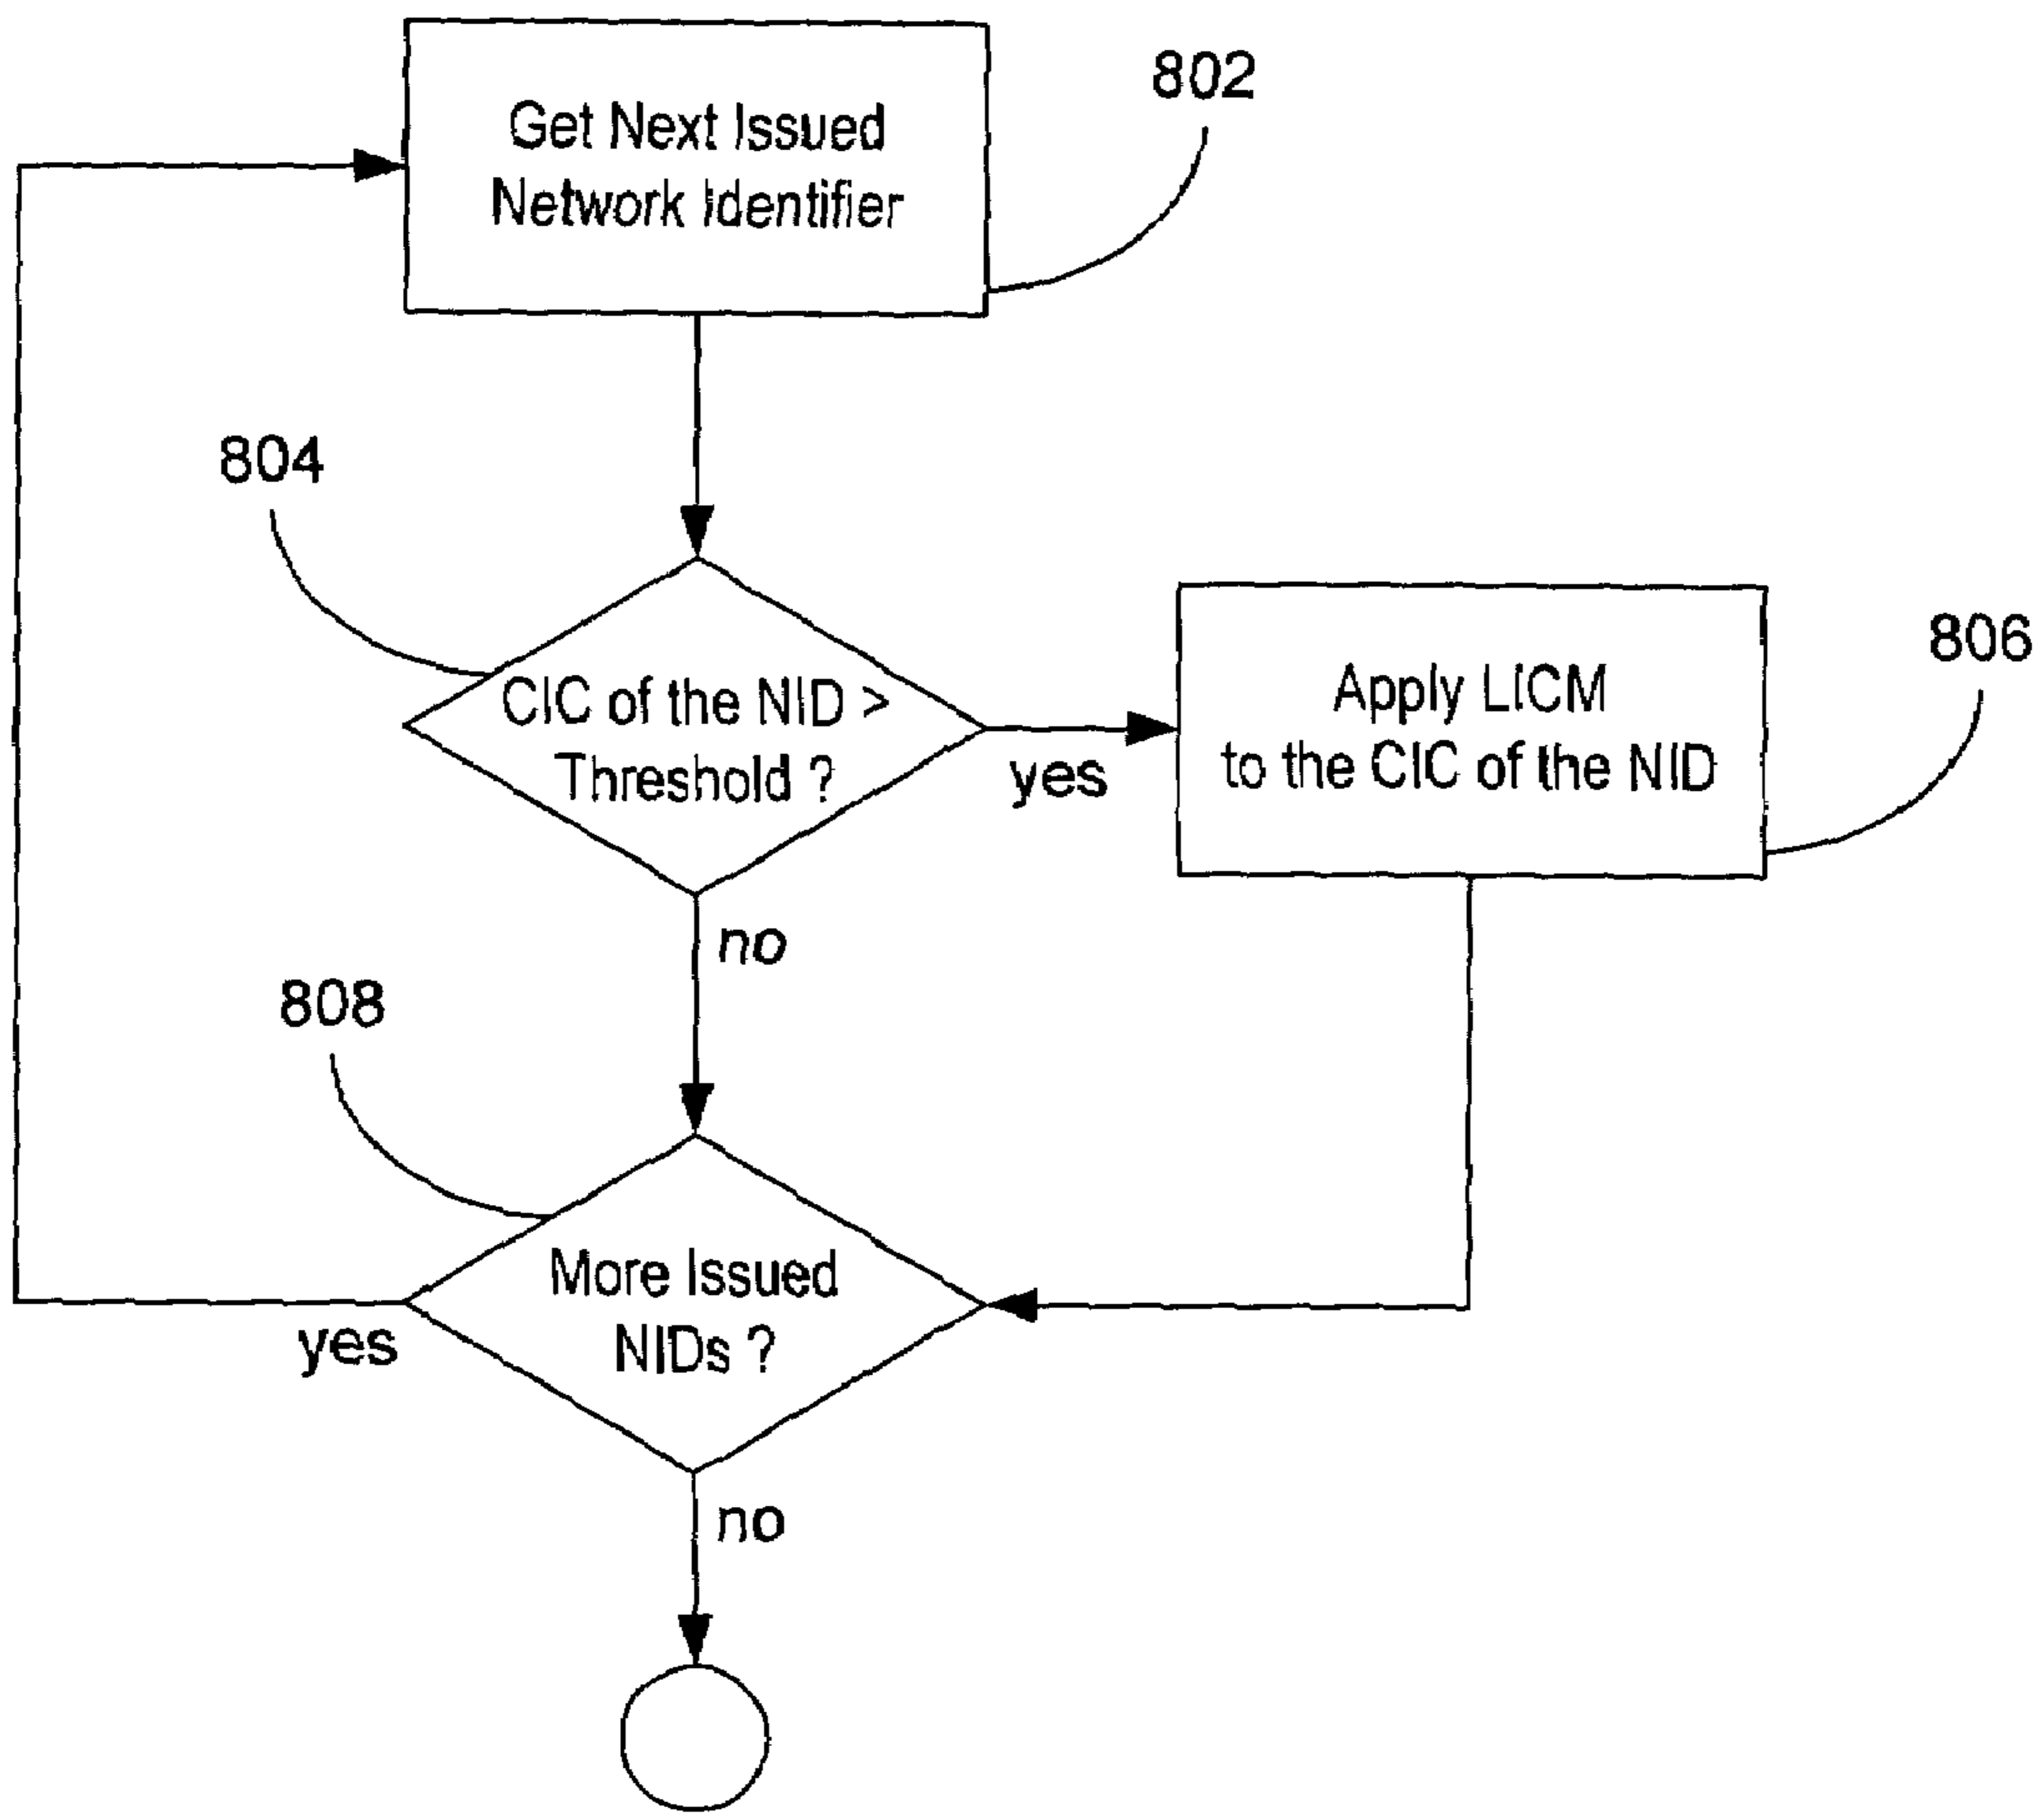 802
Get Next Issued
Network Identifier
804
CIC of the NID >
Threshold ?
yes
806
Apply LICM
to the CIC of the NID
no
808
More Issued
NIDs ?
yes
no